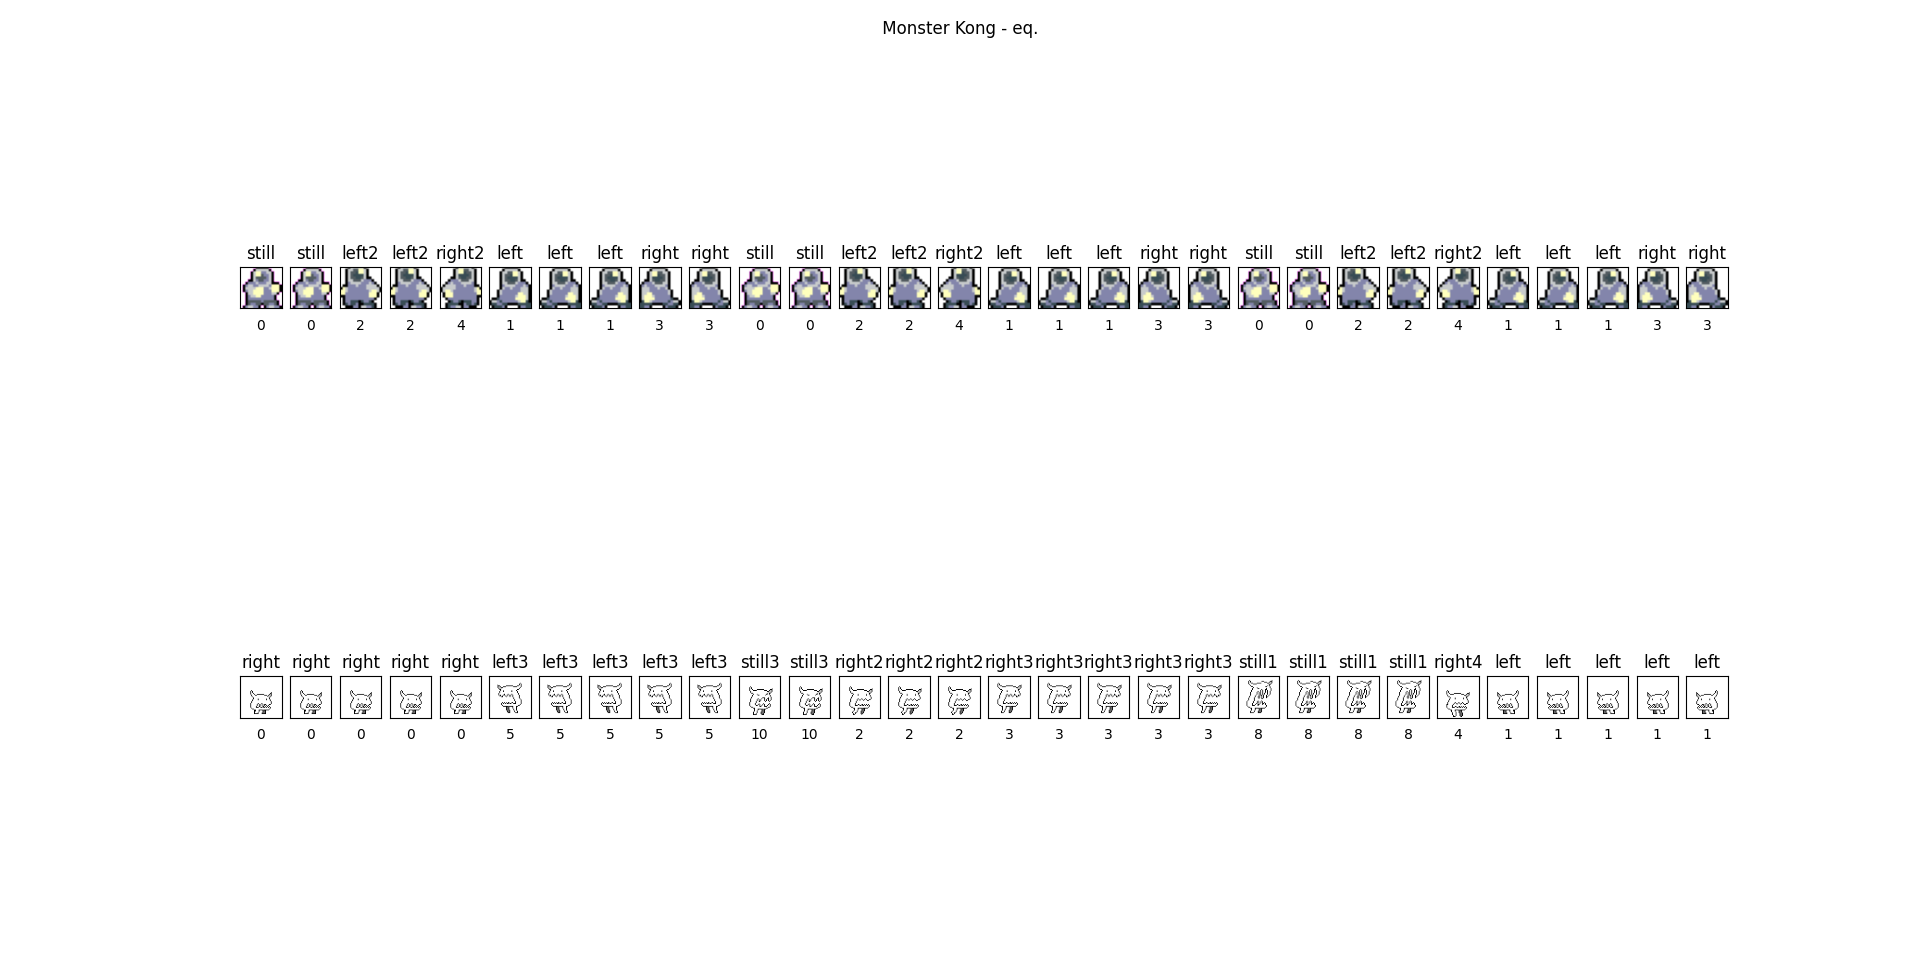 Monster Kong - eq.
still still left2 left2 right2 left left left right right still still left2 left2 right2 left left left right right still still left2 left2 right2 left left left right right
0 0 2 2 4 1 1 1 3 3 0 0 2 2 4 1 1 1 3 3 0 0 2 2 4 1 1 1 3 3
right right right right right left3 left3 left3 left3 left3 still3 still3 right2 right2 right2 right3 right3 right3 right3 right3 still1 still1 still1 still1 right4 left left left left left
0 0 0 0 0 5 5 5 5 5 10 10 2 2 2 3 3 3 3 3 8 8 8 8 4 1 1 1 1 1